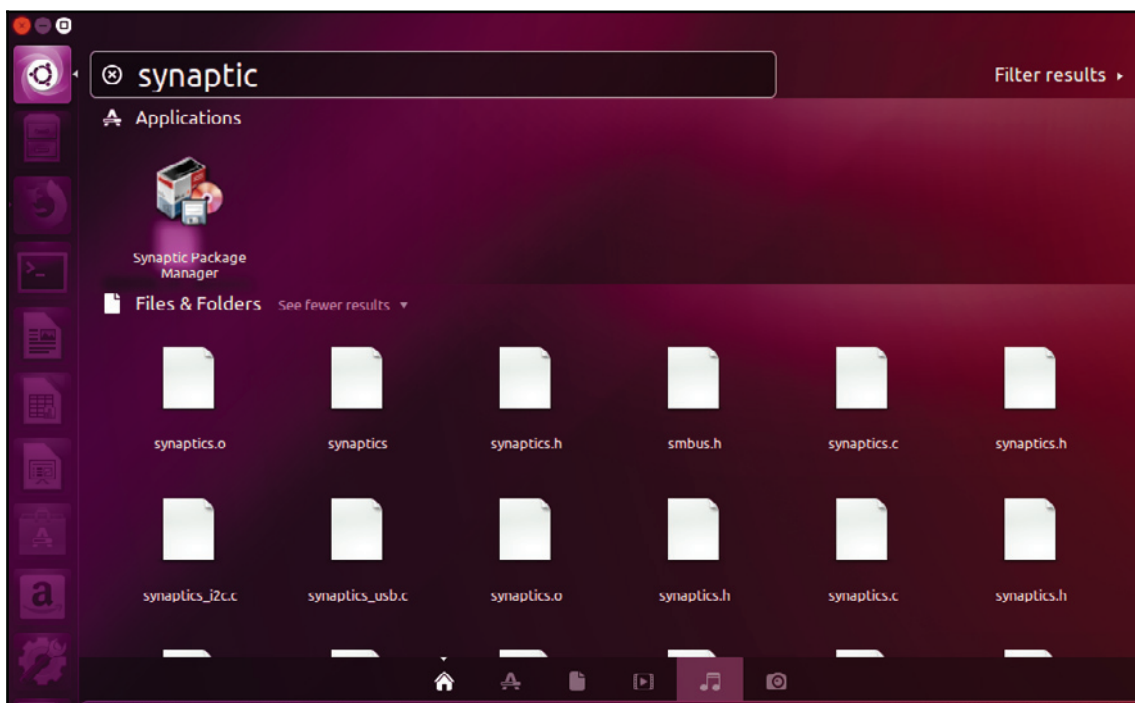 synaptic
Filter results
Applications
Synaptic Package
Manager
Files & Folders See fewer results
synaptics.o synaptics synaptics.h smbus.h synaptics.c synaptics.h
synaptics_i2c.c synaptics_usb.c synaptics.o synaptics.h synaptics.c synaptics.h